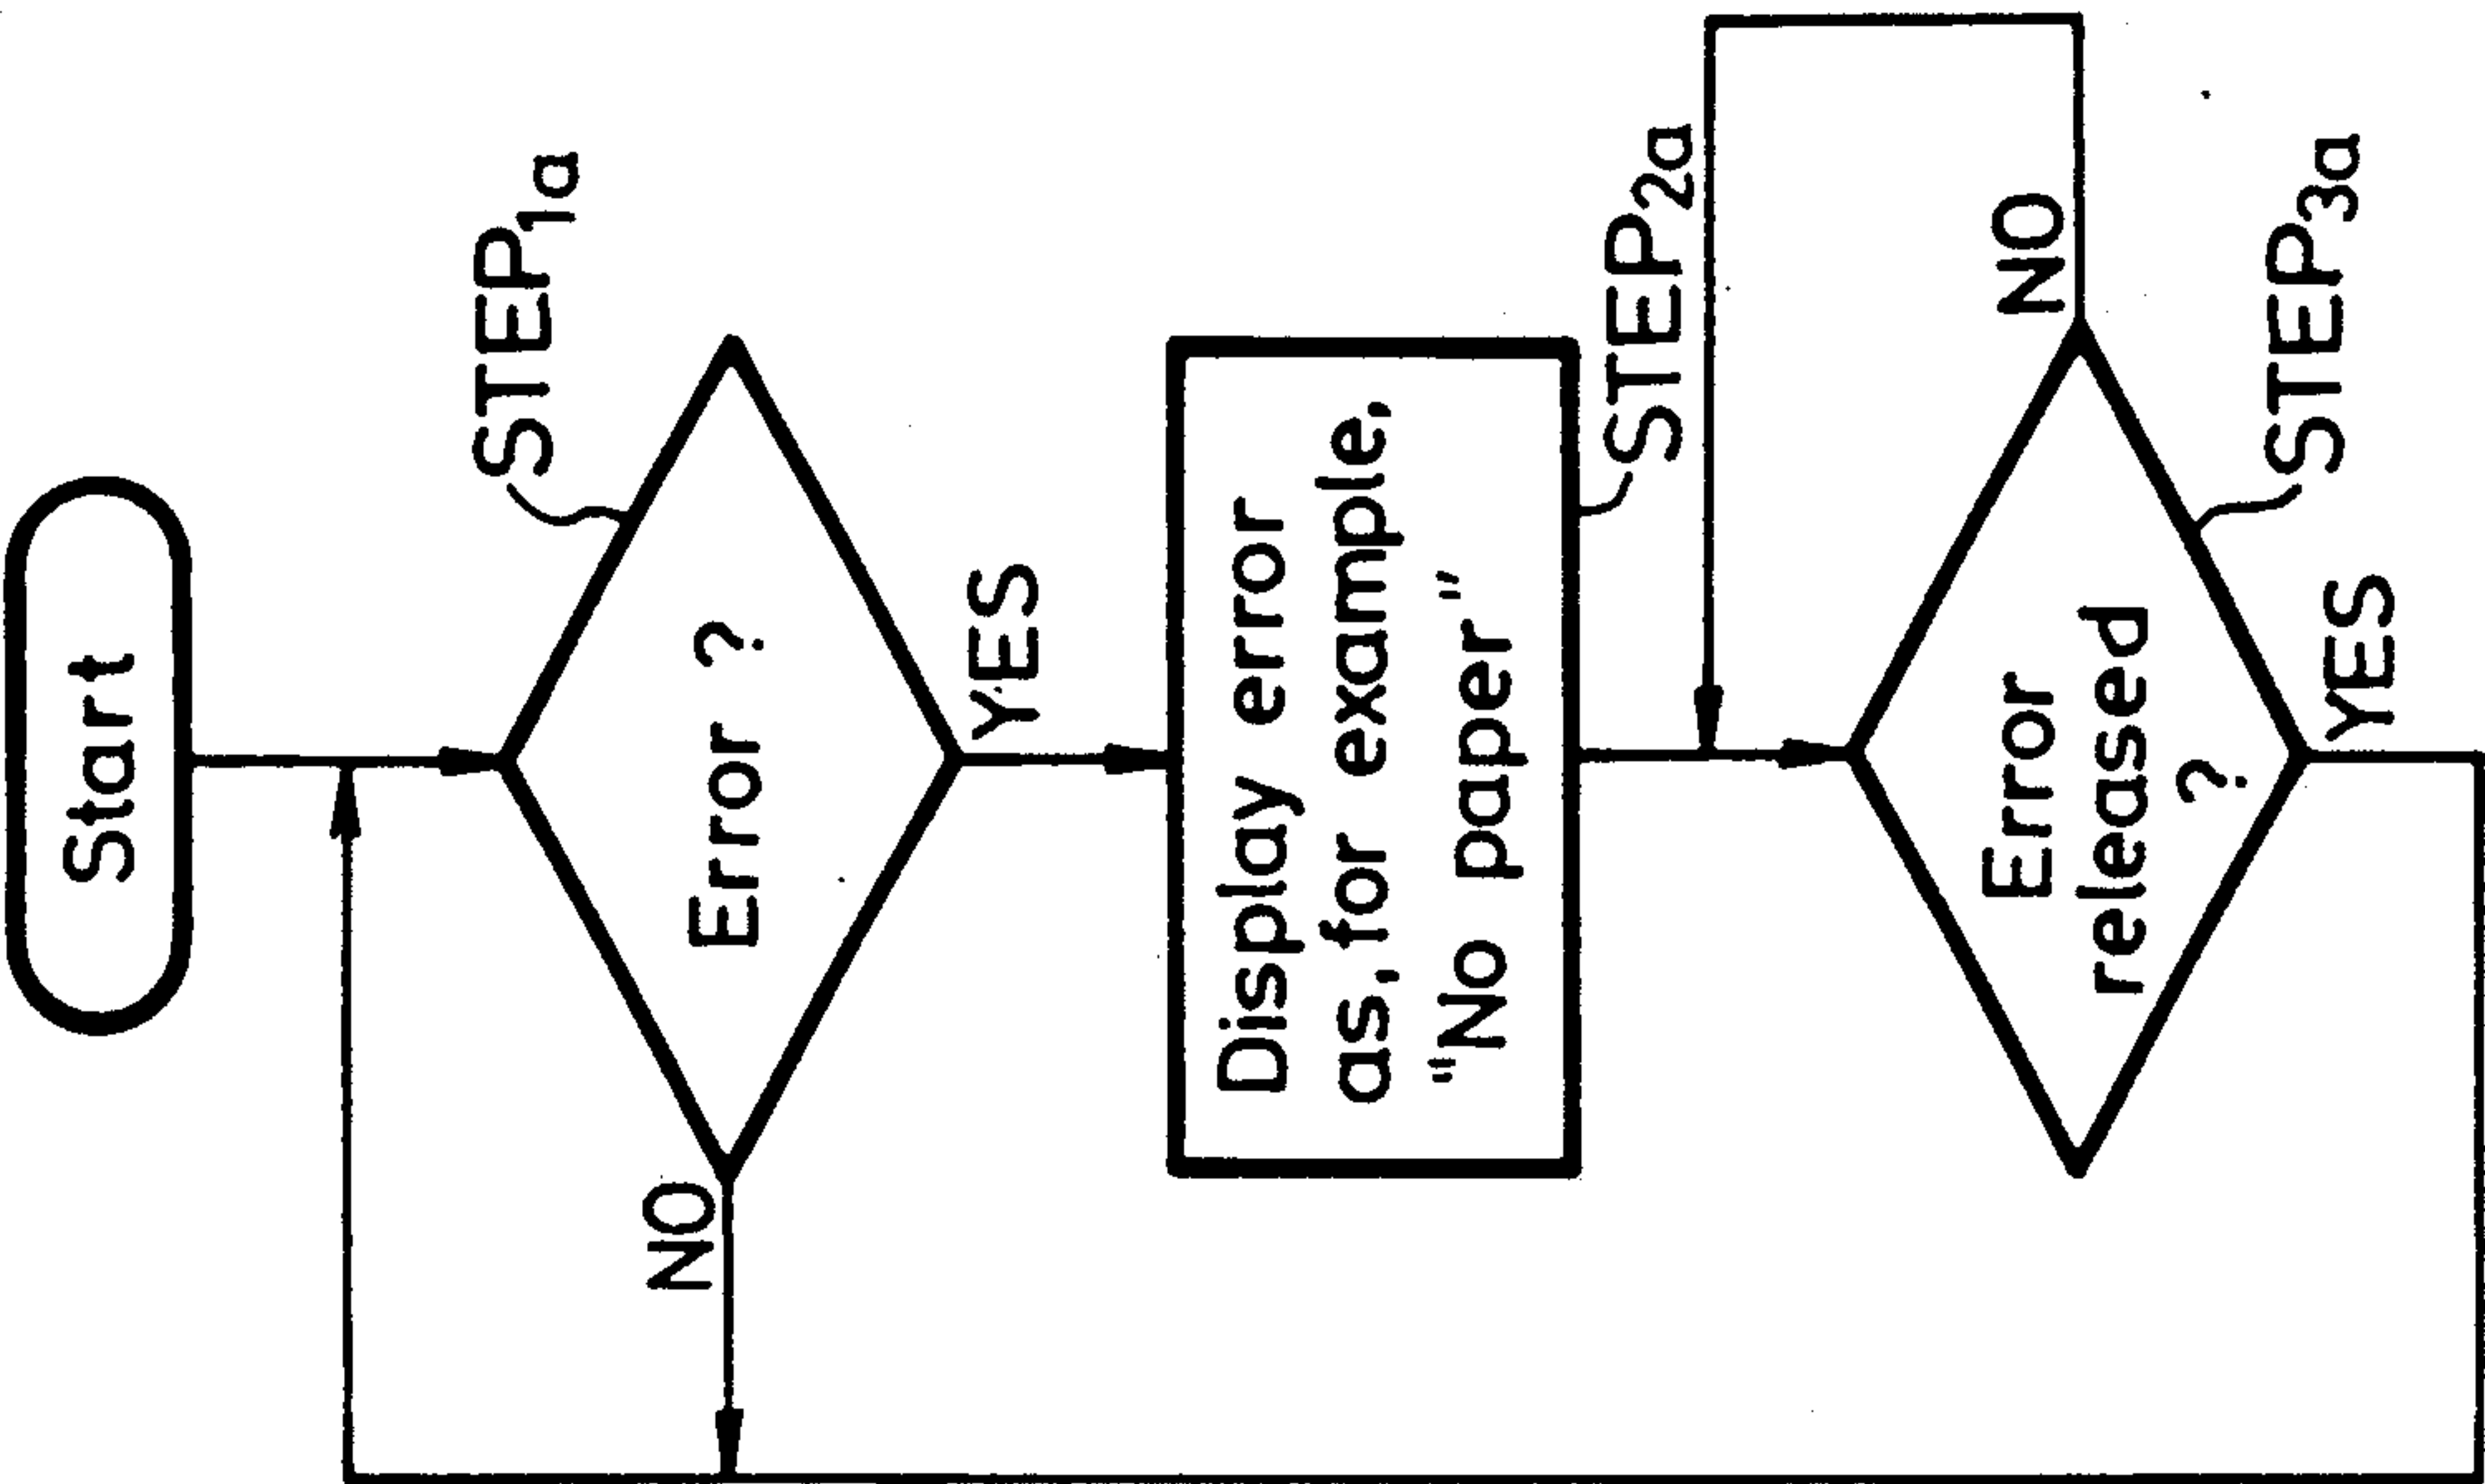 Start
STEP1a
Error ?
NO
YES
Display error
as, for example,
"No paper"
STEP2a
Error
released
?
NO
STEP3a
YES